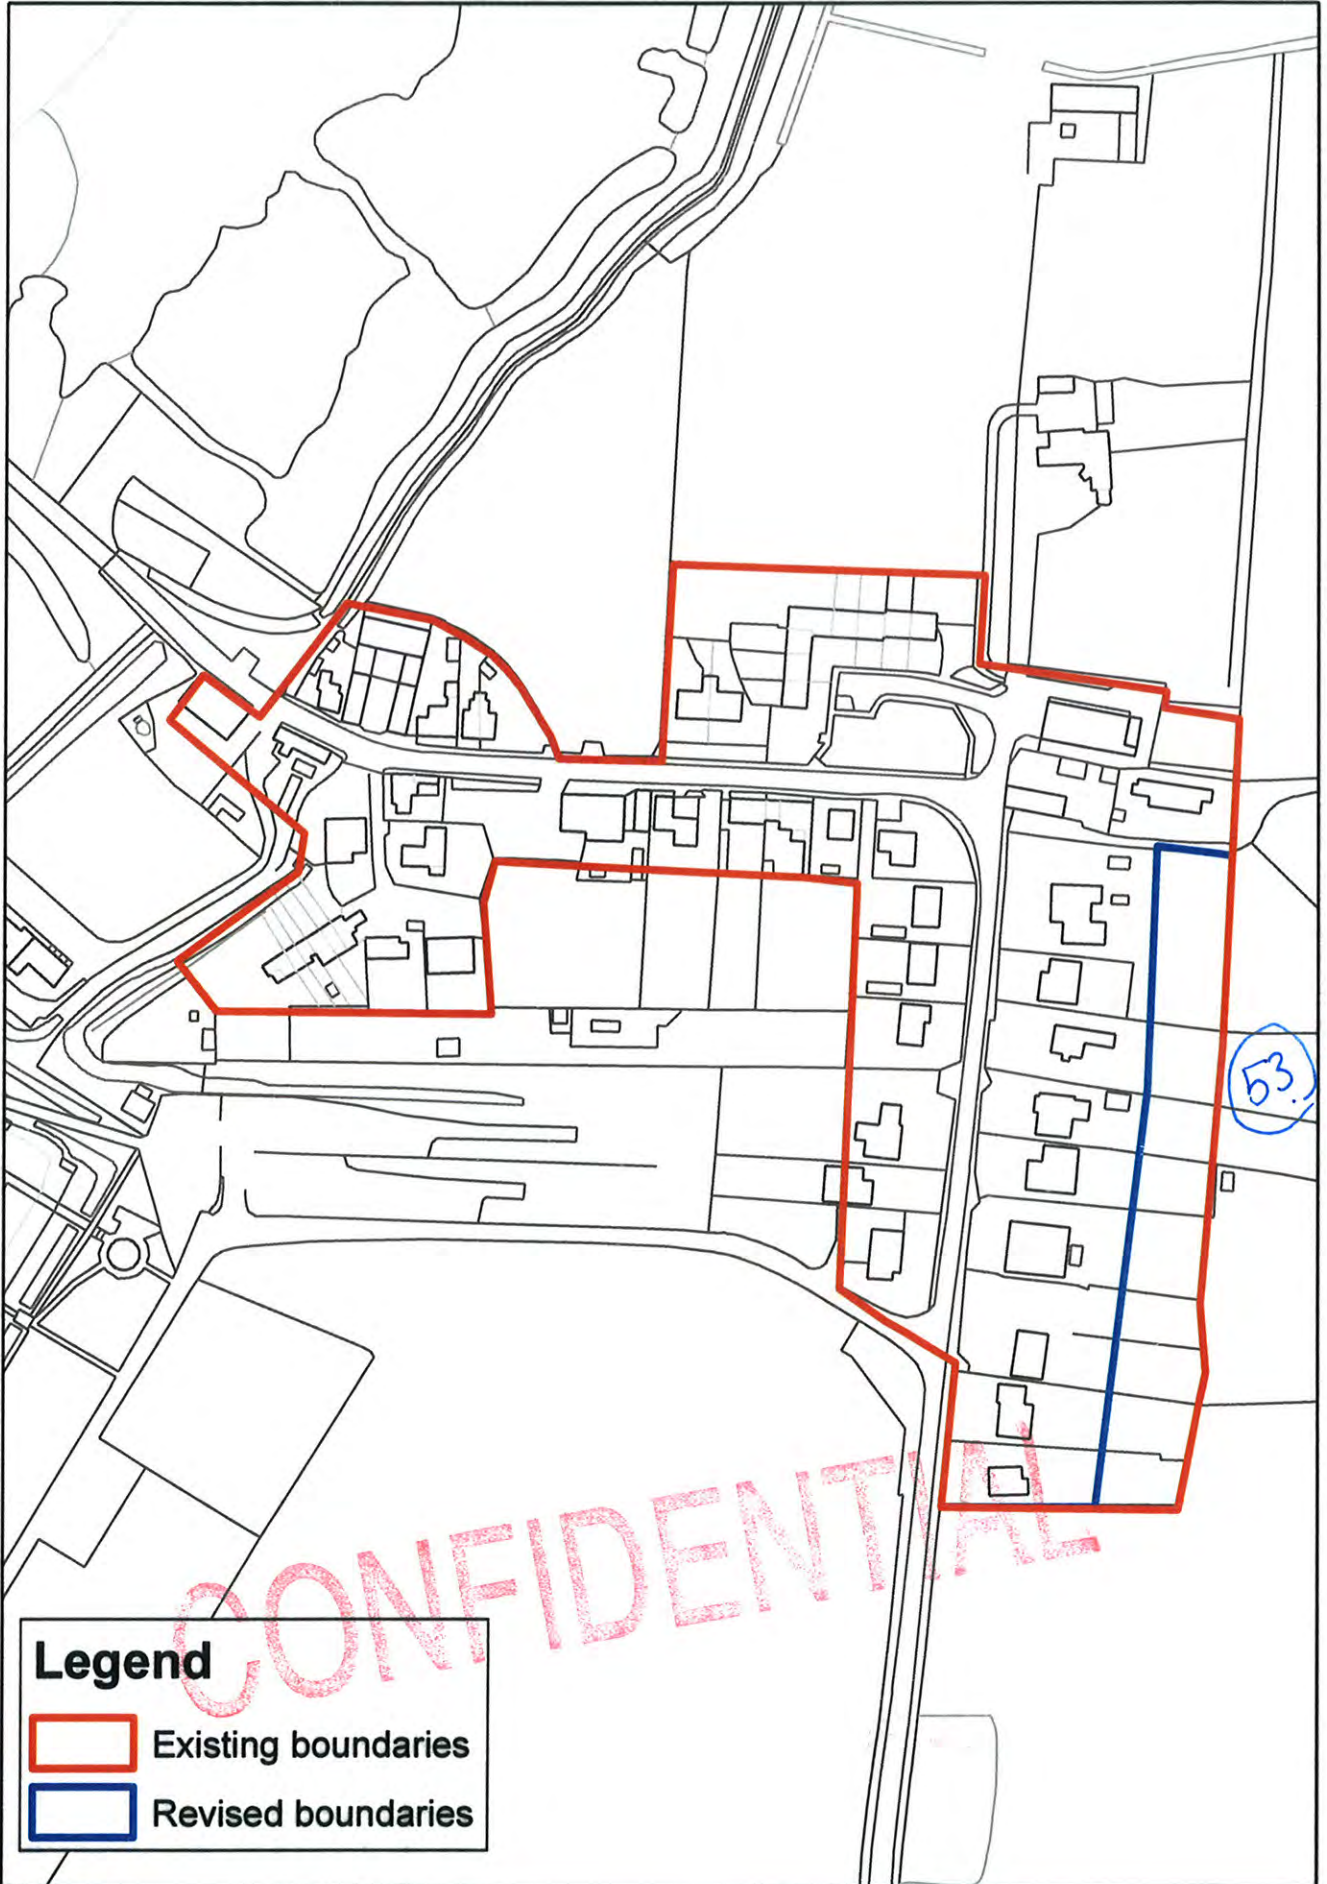 53.
CONFIDENTIAL
Legend
Existing boundaries
Revised boundaries